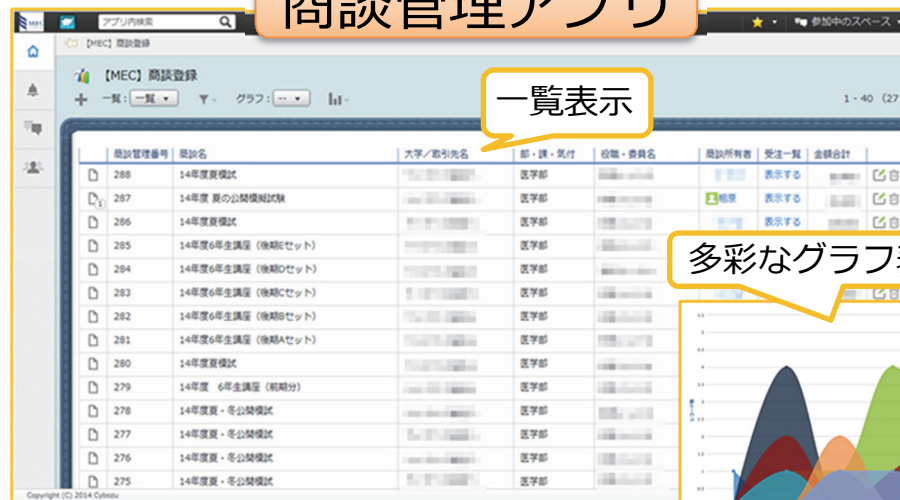 商談管理アプリ
MEC
アプリ内検索
参加中のスペース
【MEC】商談登録
【MEC】商談登録
一覧: 一覧 グラフ: --
1 - 40 (27
一覧表示
商談管理番号 商談名 大学/取引先名 部・課・気付 役職・委員名 商談所有者 受注一覧 金額合計
288 14年度夏模試 医学部 表示する
287 14年度 夏の公開模擬試験 医学部 相原 表示する
286 14年度夏模試 医学部 表示する
285 14年度6年生講座（後期Eセット） 医学部
284 14年度6年生講座（後期Dセット） 医学部
283 14年度6年生講座（後期Cセット） 医学部
282 14年度6年生講座（後期Bセット） 医学部
281 14年度6年生講座（後期Aセット） 医学部
280 14年度夏模試 医学部
279 14年度 6年生講座（前期分） 医学部
278 14年度夏・冬公開模試 医学部
277 14年度夏・冬公開模試 医学部
276 14年度夏・冬公開模試 医学部
275 14年度夏・冬公開模試 医学部
多彩なグラフ
Copyright (C) 2014 Cybozu